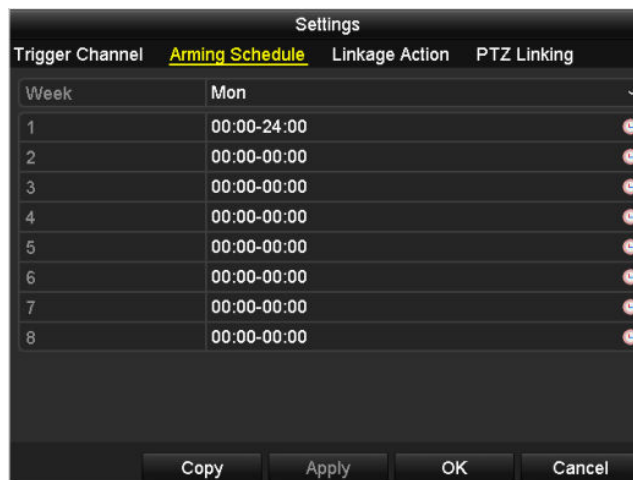 Settings
Trigger Channel Arming Schedule Linkage Action PTZ Linking
Week Mon
1 00:00-24:00
2 00:00-00:00
3 00:00-00:00
4 00:00-00:00
5 00:00-00:00
6 00:00-00:00
7 00:00-00:00
8 00:00-00:00
Copy Apply OK Cancel